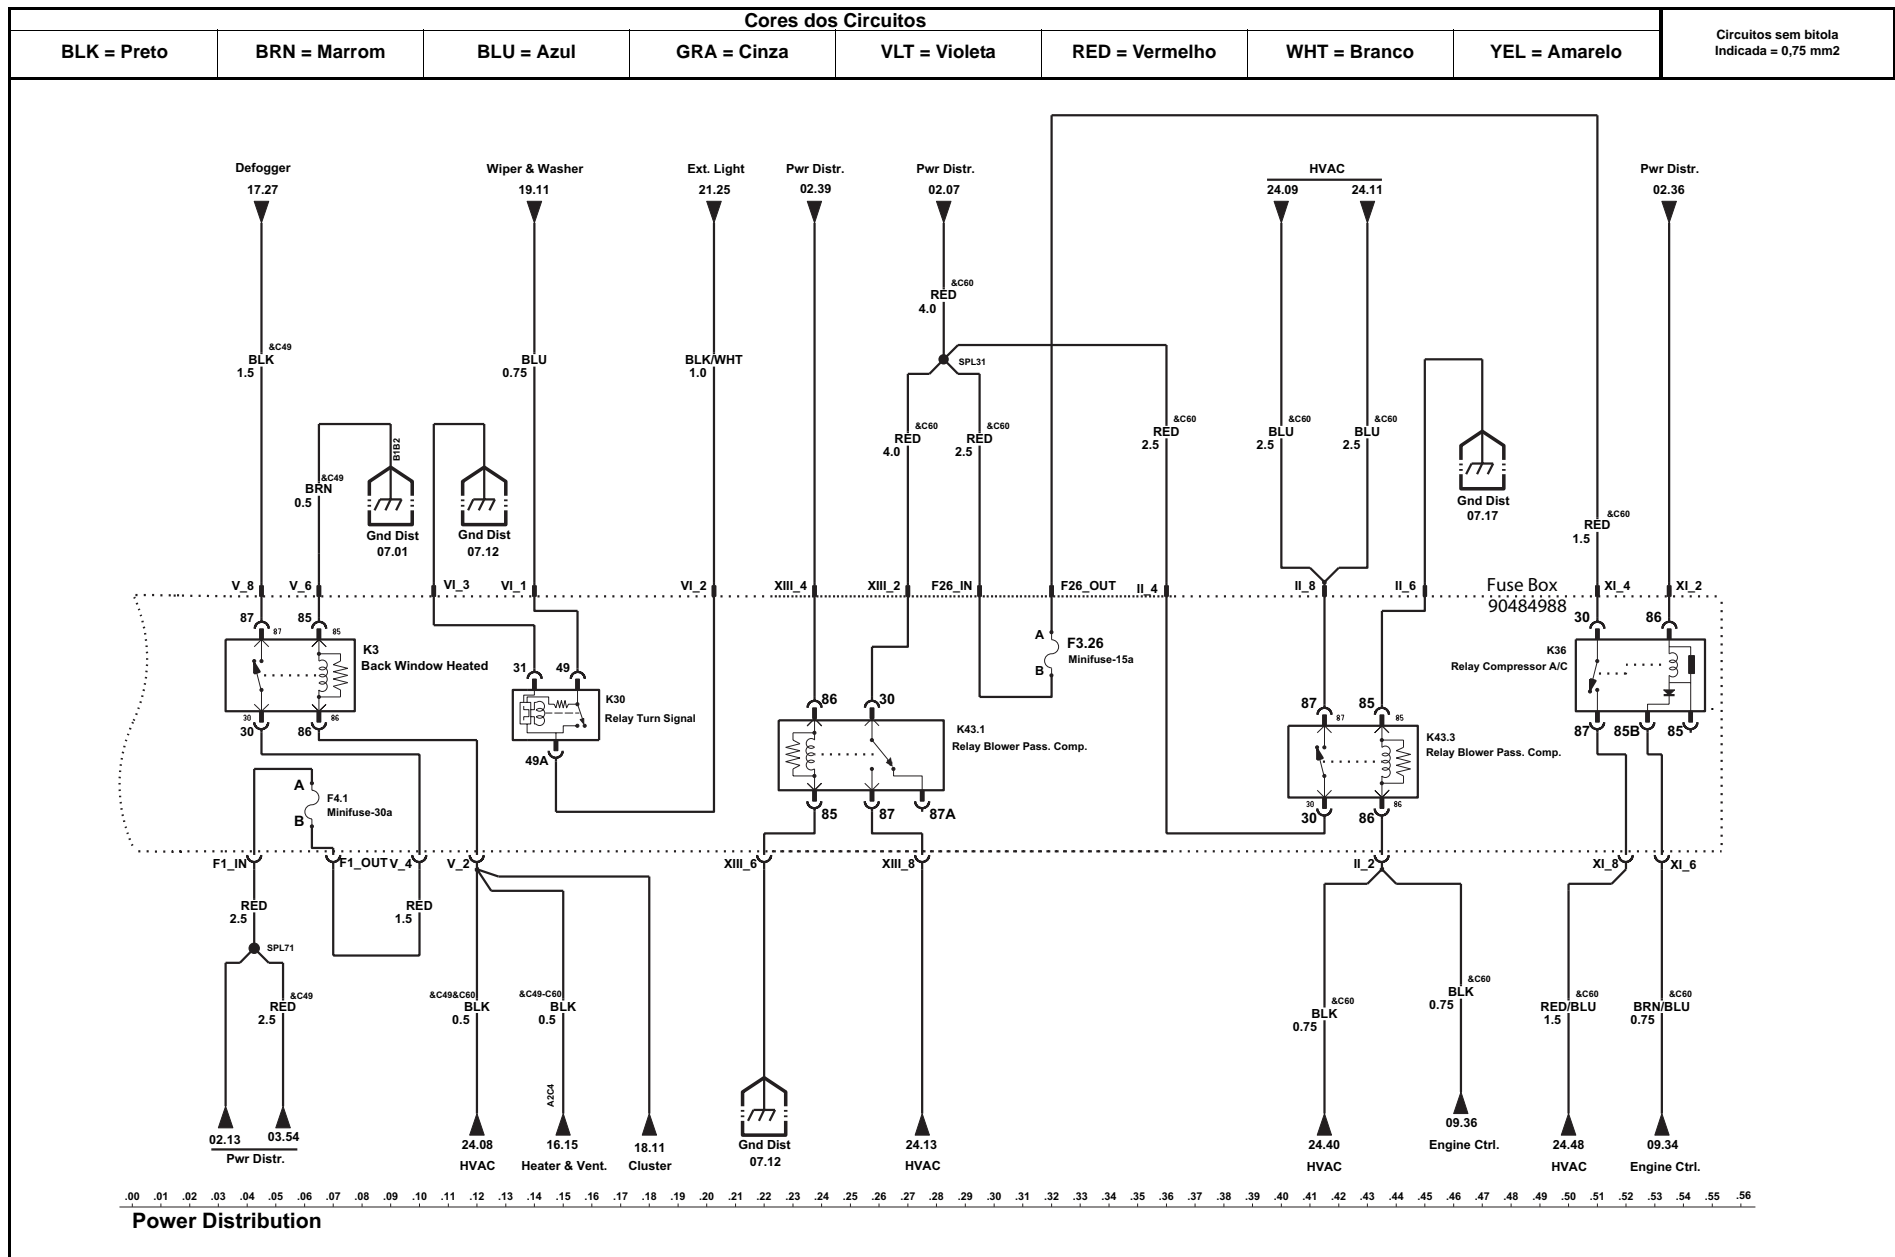 Cores dos Circuitos
BLK = Preto
BRN = Marrom
BLU = Azul
GRA = Cinza
VLT = Violeta
RED = Vermelho
WHT = Branco
YEL = Amarelo
Circuitos sem bitola
Indicada = 0,75 mm2
Defogger
17.27
Wiper & Washer
19.11
Ext. Light
21.25
Pwr Distr.
02.39
Pwr Distr.
02.07
HVAC
24.09 24.11
Pwr Distr.
02.36
&C60
RED
4.0
&C49
BLK
1.5
BLU
0.75
BLK/WHT
1.0
SPL31
B1B2
&C49
BRN
0.5
&C60
RED
4.0
&C60
RED
2.5
&C60
RED
2.5
&C60
BLU
2.5
&C60
BLU
2.5
Gnd Dist
07.01
Gnd Dist
07.12
Gnd Dist
07.17
&C60
RED
1.5
V_8 V_6 VI_3 VI_1 VI_2 XIII_4 XIII_2 F26_IN F26_OUT II_4 II_8 II_6 XI_4 XI_2
Fuse Box
90484988
87 85
87 85
K3
Back Window Heated
30 86
30 86
31 49
K30
Relay Turn Signal
49A
A
B
F4.1
Minifuse-30a
A
B
F3.26
Minifuse-15a
86 30
K43.1
Relay Blower Pass. Comp.
85 87 87A
87 85
87 85
K43.3
Relay Blower Pass. Comp.
30 86
30 86
30 86
K36
Relay Compressor A/C
87 85B 85
F1_IN F1_OUT V_4 V_2 XIII_6 XIII_8 II_2 XI_8 XI_6
RED
2.5
RED
1.5
SPL71
&C49
RED
2.5
&C49&C60
BLK
0.5
&C49-C60
BLK
0.5
A2C4
&C60
BLK
0.75
&C60
BLK
0.75
&C60
RED/BLU
1.5
&C60
BRN/BLU
0.75
02.13 03.54
Pwr Distr.
24.08
HVAC
16.15
Heater & Vent.
18.11
Cluster
Gnd Dist
07.12
24.13
HVAC
24.40
HVAC
09.36
Engine Ctrl.
24.48
HVAC
09.34
Engine Ctrl.
.00 .01 .02 .03 .04 .05 .06 .07 .08 .09 .10 .11 .12 .13 .14 .15 .16 .17 .18 .19 .20 .21 .22 .23 .24 .25 .26 .27 .28 .29 .30 .31 .32 .33 .34 .35 .36 .37 .38 .39 .40 .41 .42 .43 .44 .45 .46 .47 .48 .49 .50 .51 .52 .53 .54 .55 .56
Power Distribution